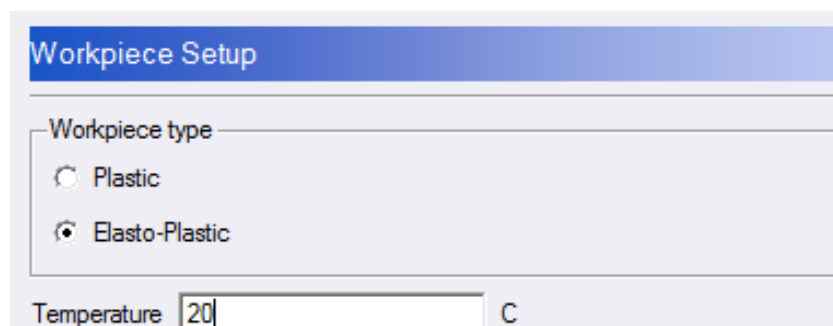 Workpiece Setup
Workpiece type
Plastic
Elasto-Plastic
Temperature 20 C